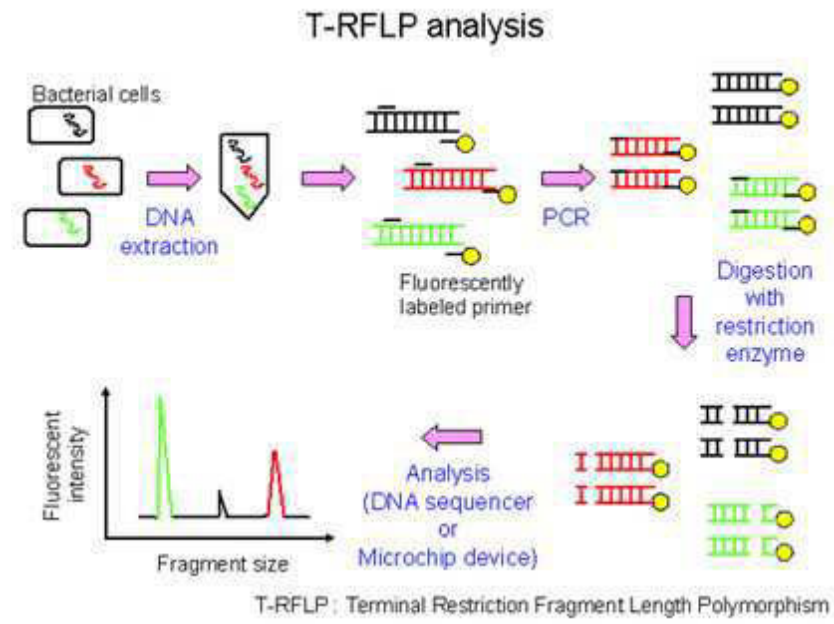 T-RFLP analysis
Bacterial cells
DNA
extraction
Fluorescently
labeled primer
PCR
Digestion
with
restriction
enzyme
Analysis
(DNA sequencer
or
Microchip device)
Fluorescent
intensity
Fragment size
T-RFLP : Terminal Restriction Fragment Length Polymorphism